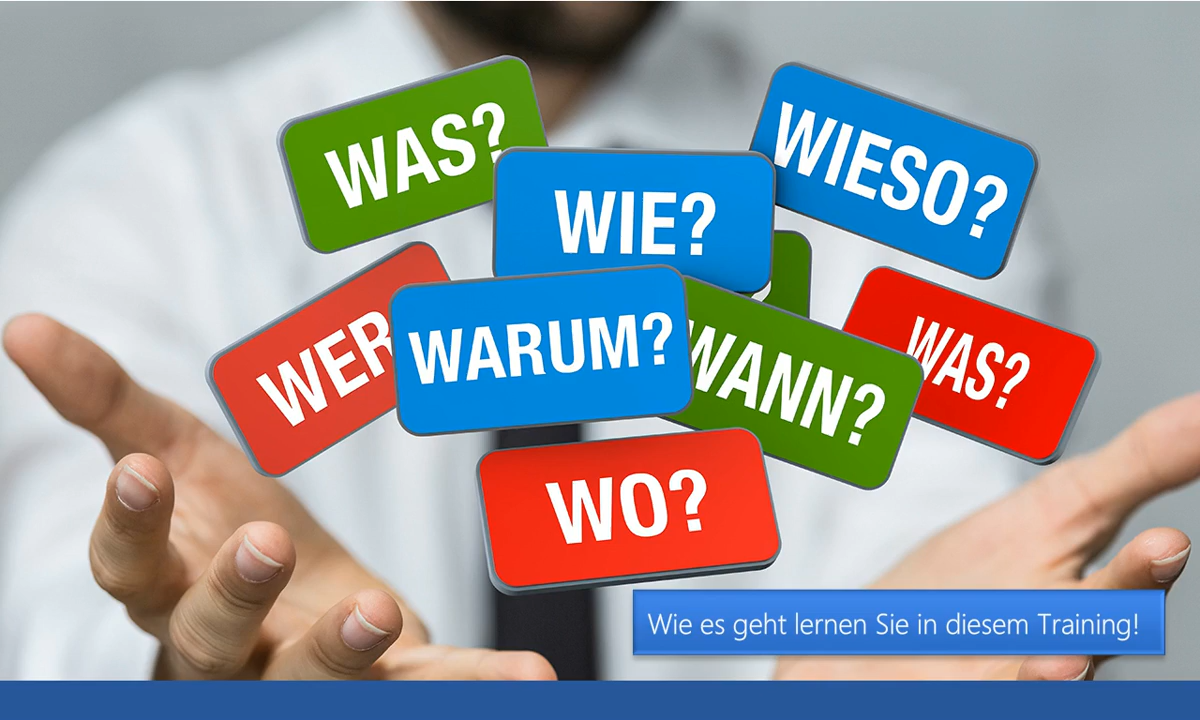 WAS?
WIESO?
WIE?
WER
WARUM?
WANN?
WAS?
WO?
Wie es geht lernen Sie in diesem Training!